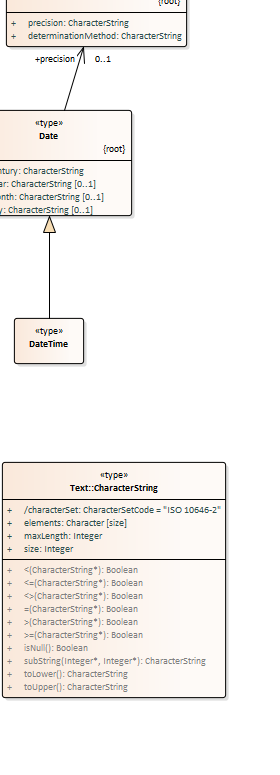 {root}
+ precision: CharacterString
+ determinationMethod: CharacterString
+precision 0..1
«type»
Date
{root}
ntury: CharacterString
ar: CharacterString [0..1]
nth: CharacterString [0..1]
y: CharacterString [0..1]
«type»
DateTime
«type»
Text::CharacterString
+ /characterSet: CharacterSetCode = "ISO 10646-2"
+ elements: Character [size]
+ maxLength: Integer
+ size: Integer
+ <(CharacterString*): Boolean
+ <=(CharacterString*): Boolean
+ <>(CharacterString*): Boolean
+ =(CharacterString*): Boolean
+ >(CharacterString*): Boolean
+ >=(CharacterString*): Boolean
+ isNull(): Boolean
+ subString(Integer*, Integer*): CharacterString
+ toLower(): CharacterString
+ toUpper(): CharacterString